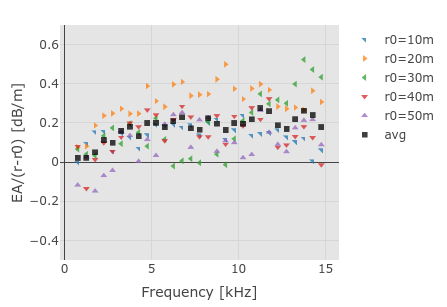 0.6
0.4
0.2
0
−0.2
−0.4
EA/(r-r0) [dB/m]
0
5
10
15
Frequency [kHz]
r0=10m
r0=20m
r0=30m
r0=40m
r0=50m
avg